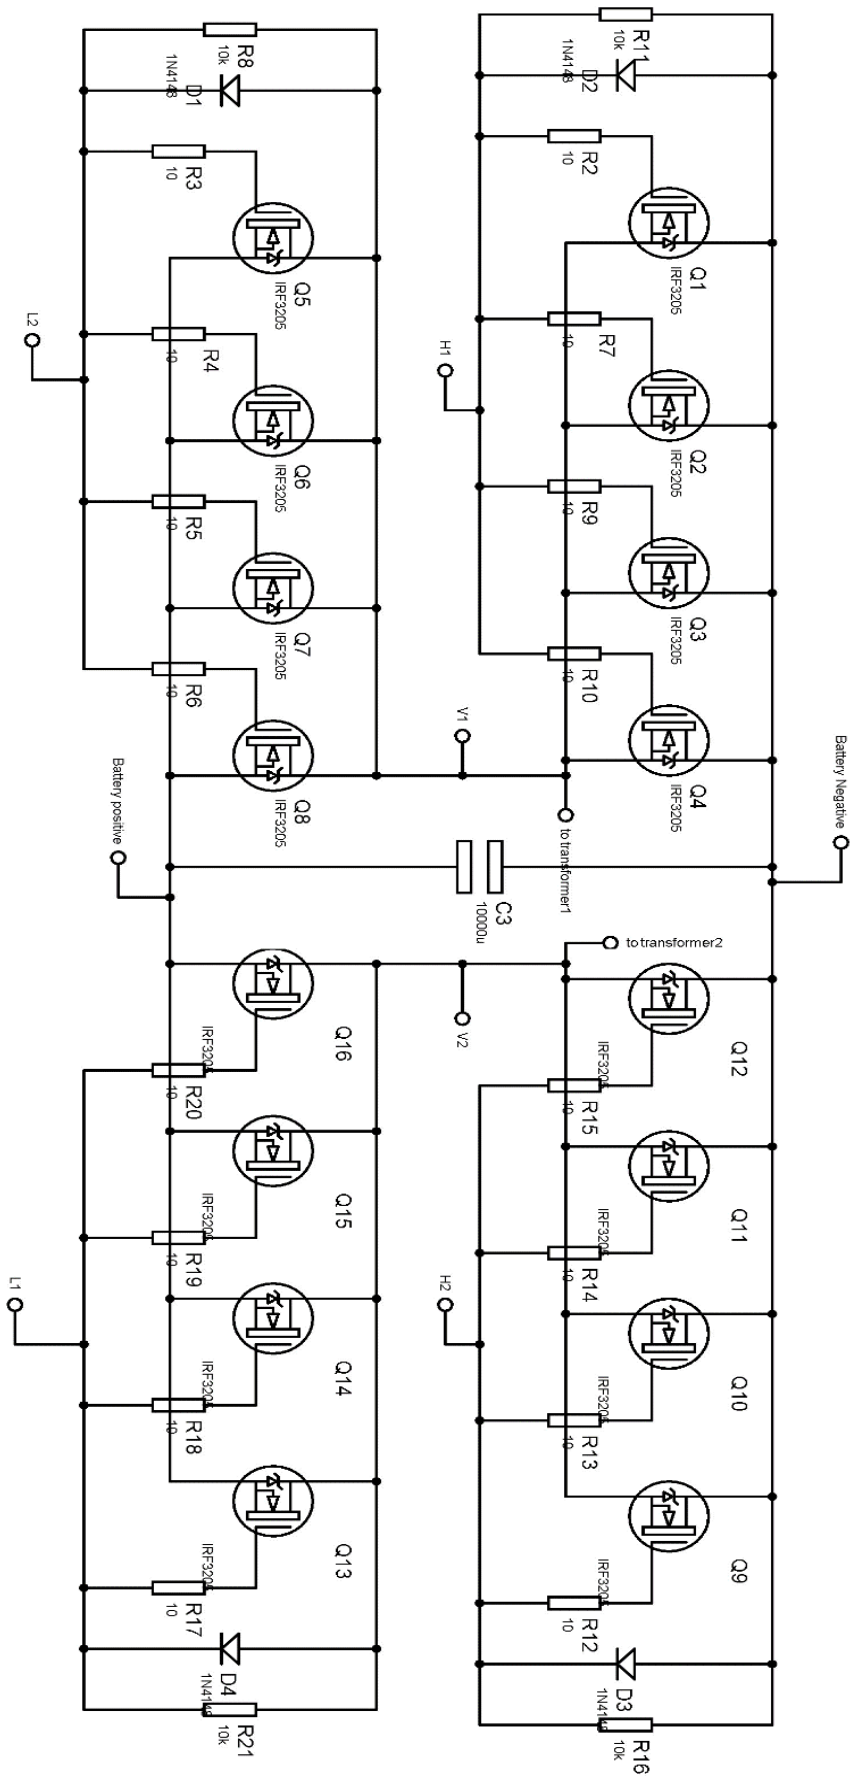 R8
10k
D1
1N4148
R3
10
Q5
IRF3205
L2
R4
10
Q6
IRF3205
R5
10
Q7
IRF3205
R6
10
Q8
IRF3205
Battery positive
R11
10k
D2
1N4148
R2
10
Q1
IRF3205
H1
R7
10
Q2
IRF3205
R9
10
Q3
IRF3205
R10
10
Q4
IRF3205
V1
to transformer1
Battery Negative
C3
10000u
to transformer2
V2
Q16
IRF3205
R20
10
Q15
IRF3205
R19
10
L1
Q14
IRF3205
R18
10
Q13
IRF3205
R17
10
D4
1N4148
R21
10k
Q12
IRF3205
R15
10
Q11
IRF3205
R14
10
H2
Q10
IRF3205
R13
10
Q9
IRF3205
R12
10
D3
1N4148
R16
10k